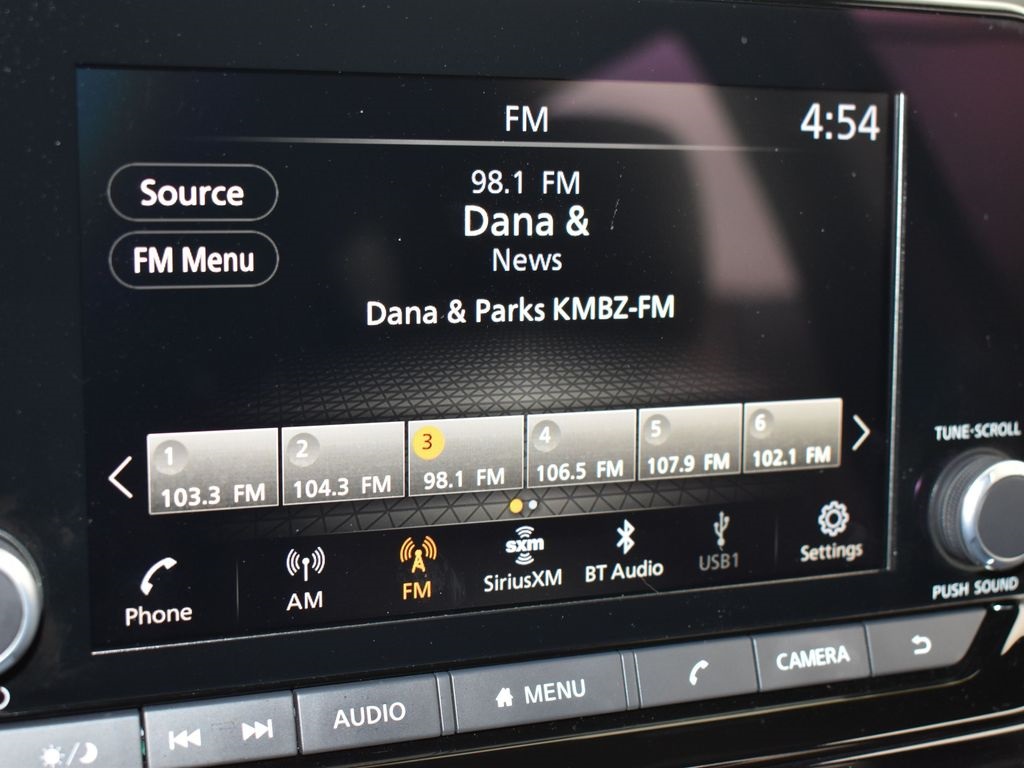 FM
4:54
Source
98.1 FM
Dana &
FM Menu
News
Dana & Parks KMBZ-FM
1
103.3 FM
2
104.3 FM
3
98.1 FM
4
106.5 FM
5
107.9 FM
6
102.1 FM
TUNE·SCROLL
Phone
AM
FM
sxm
SiriusXM
BT Audio
USB1
Settings
PUSH SOUND
AUDIO
MENU
CAMERA